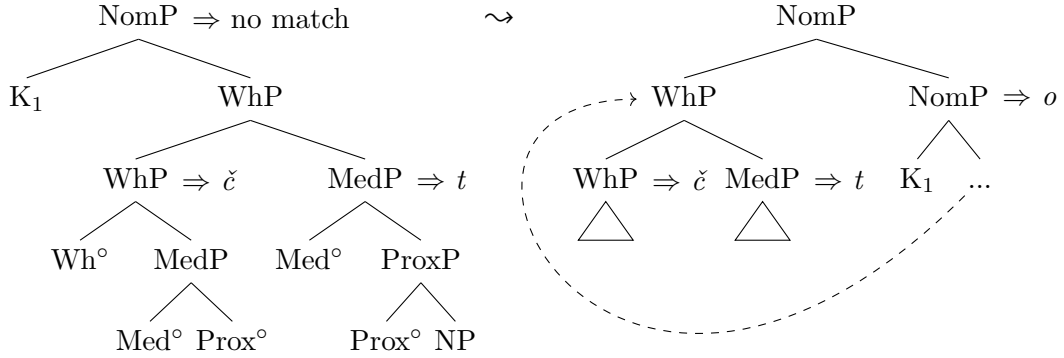 NomP ⇒ no match ⤳ NomP
K₁ WhP WhP NomP ⇒ o
WhP ⇒ č MedP ⇒ t WhP ⇒ č MedP ⇒ t K₁ ...
Wh° MedP Med° ProxP
Med° Prox° Prox° NP